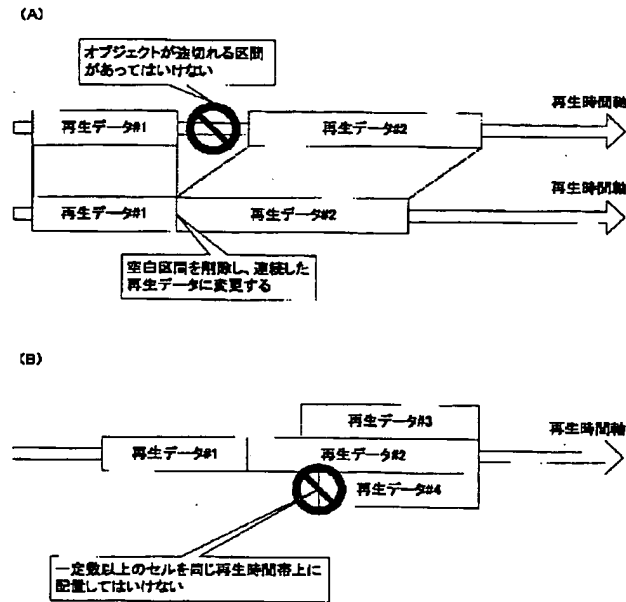 (A)
オブジェクトが途切れる区間
があってはいけない
再生時間軸
再生データ#1
再生データ#2
再生時間軸
再生データ#1
再生データ#2
空白区間を削除し、連続した
再生データに変更する
(B)
再生データ#3
再生時間軸
再生データ#1
再生データ#2
再生データ#4
一定数以上のセルを同じ再生時間帯上に
配置してはいけない